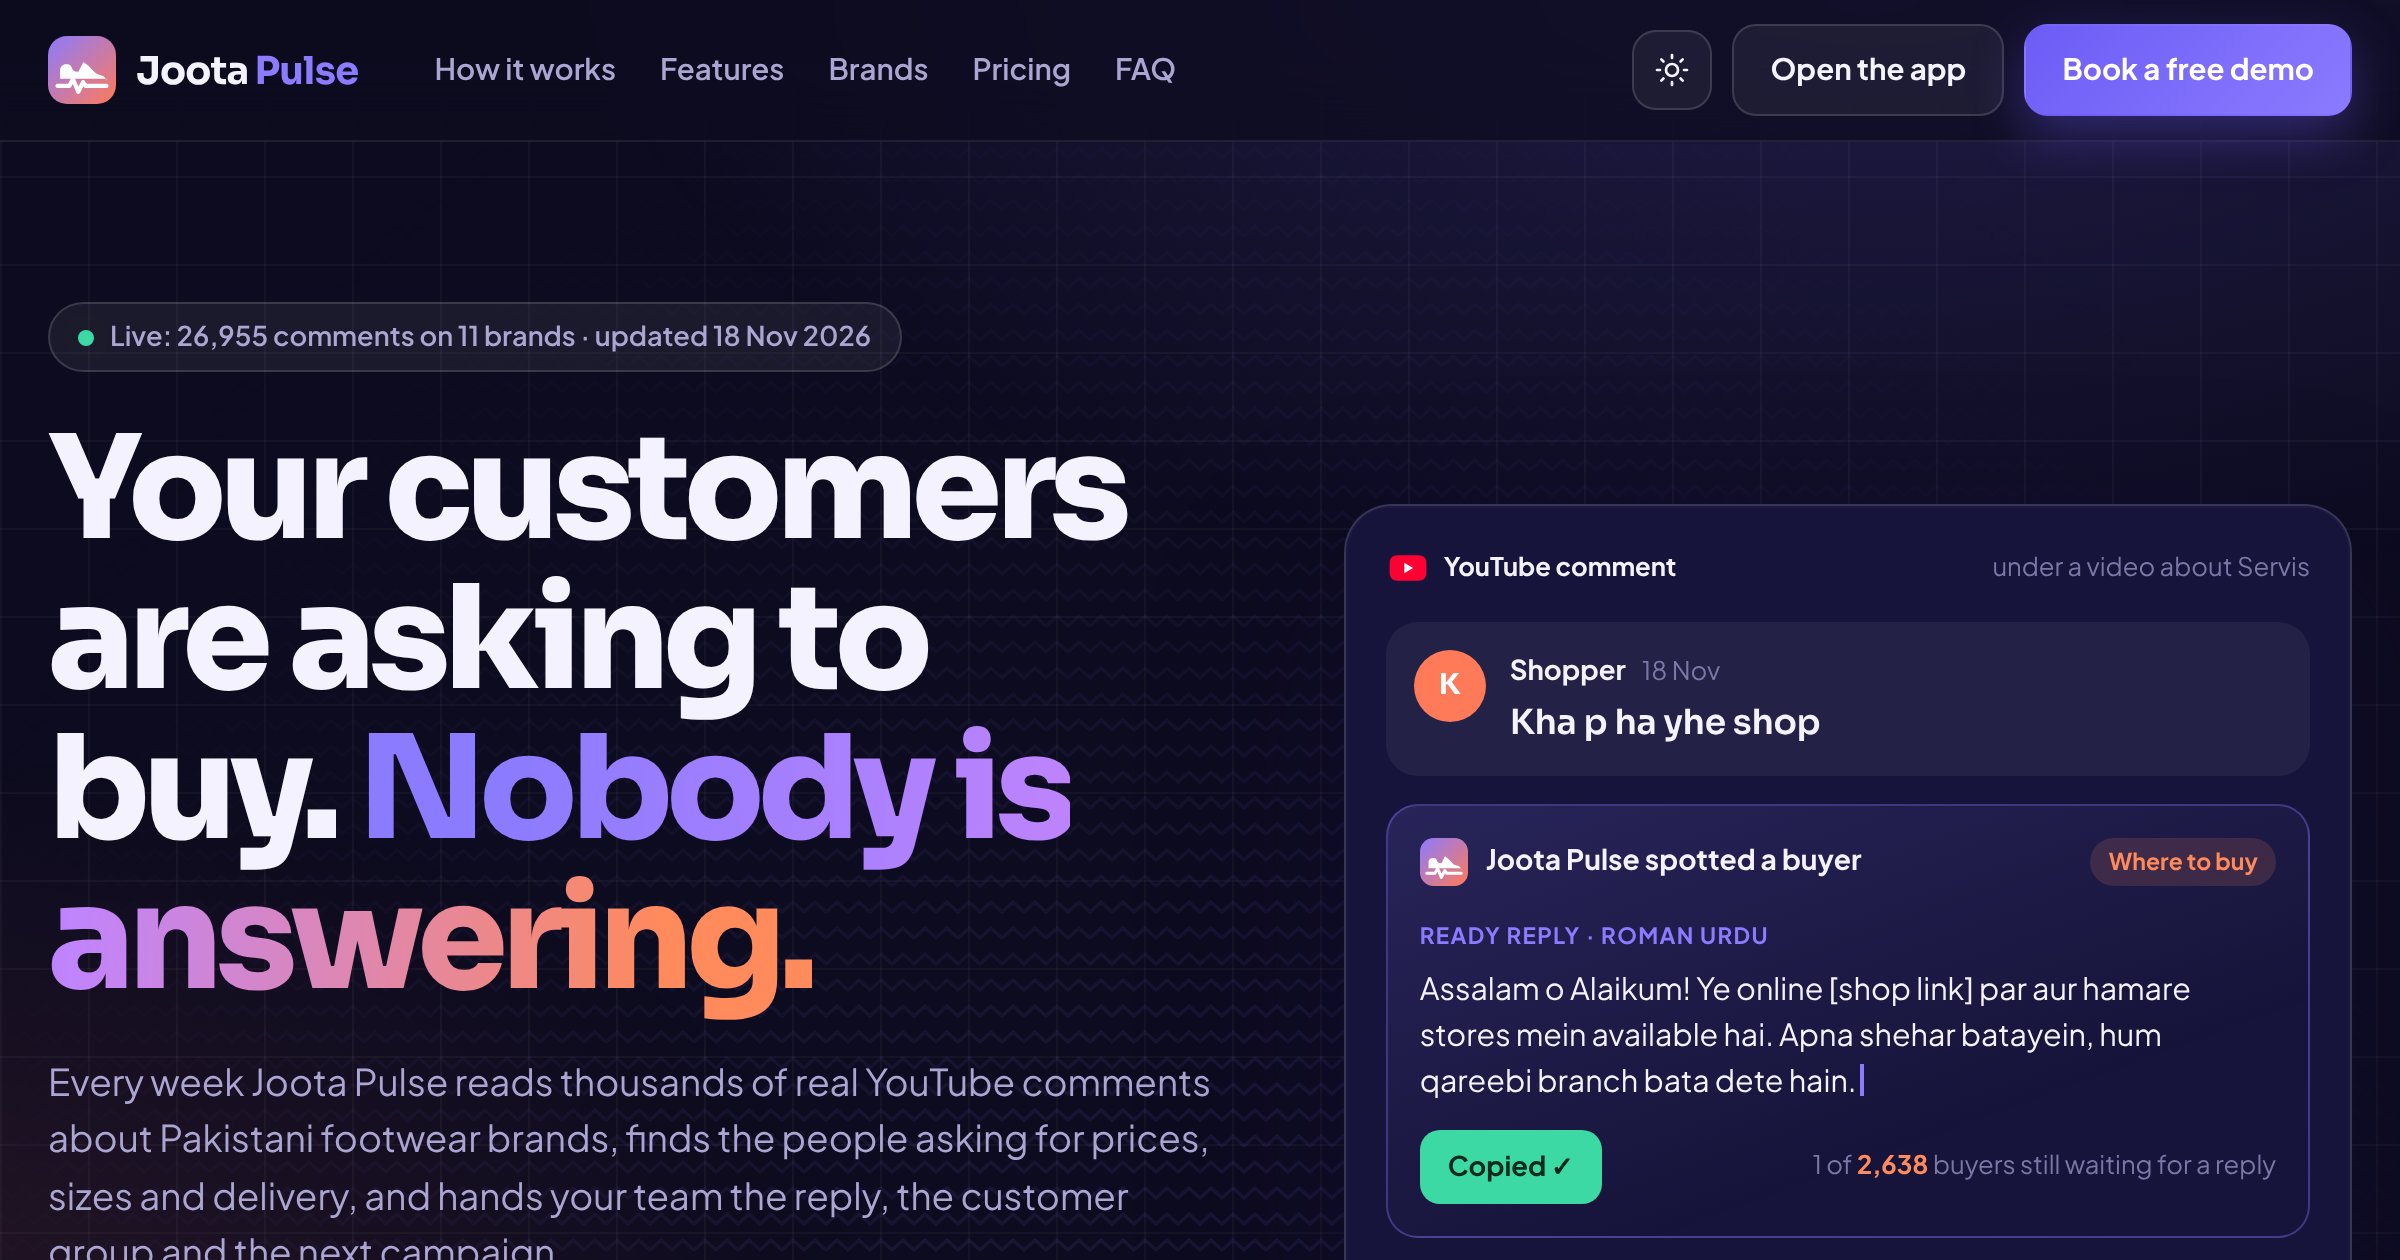 Joota Pulse
How it works
Features
Brands
Pricing
FAQ
Open the app
Book a free demo
Live: 26,955 comments on 11 brands · updated 18 Nov 2026
Your customers
are asking to
buy. Nobody is
answering.
Every week Joota Pulse reads thousands of real YouTube comments
about Pakistani footwear brands, finds the people asking for prices,
sizes and delivery, and hands your team the reply, the customer
group and the next campaign
YouTube comment
under a video about Servis
K
Shopper 18 Nov
Kha p ha yhe shop
Joota Pulse spotted a buyer
Where to buy
READY REPLY · ROMAN URDU
Assalam o Alaikum! Ye online [shop link] par aur hamare
stores mein available hai. Apna shehar batayein, hum
qareebi branch bata dete hain.
Copied ✓
1 of 2,638 buyers still waiting for a reply